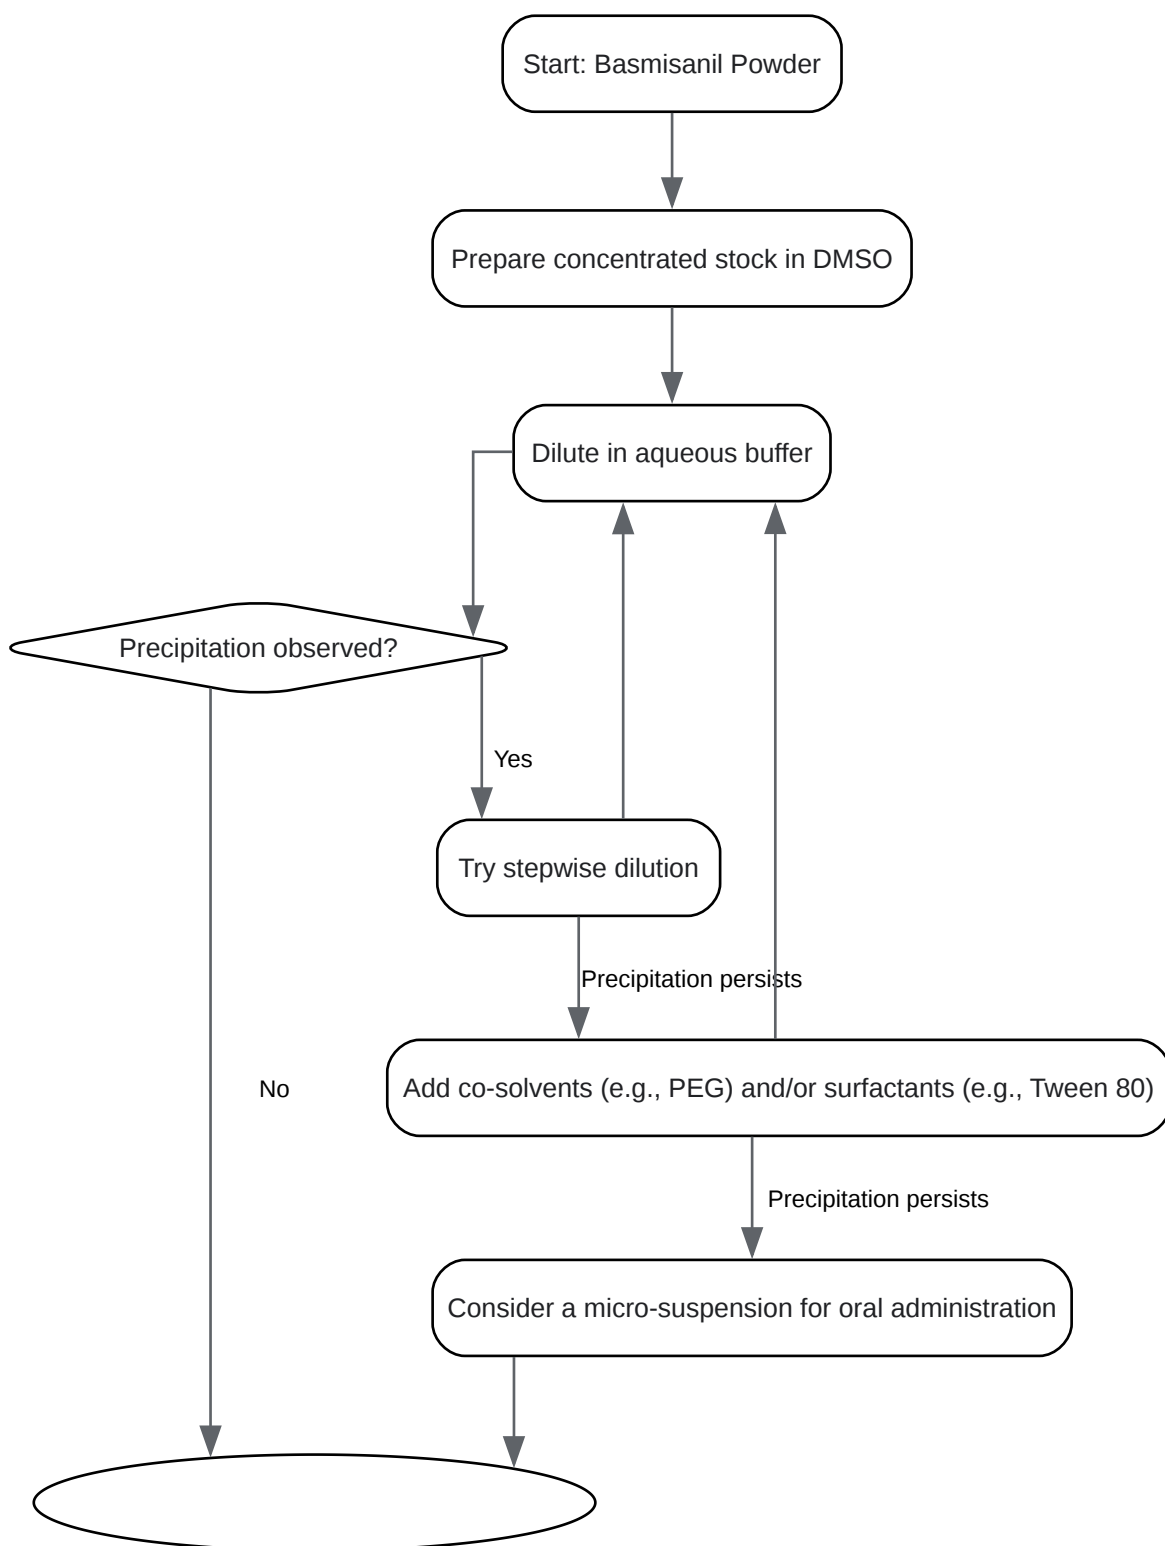 Start: Basmisanil Powder
Prepare concentrated stock in DMSO
Dilute in aqueous buffer
Precipitation observed?
Yes
Try stepwise dilution
Precipitation persists
No
Add co-solvents (e.g., PEG) and/or surfactants (e.g., Tween 80)
Precipitation persists
Consider a micro-suspension for oral administration